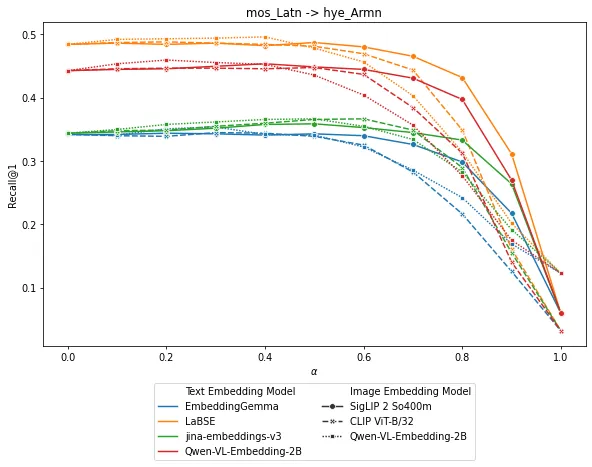 mos_Latn -> hye_Armn
0.5
0.4
0.3
0.2
0.1
Recall@1
0.0 0.2 0.4 0.6 0.8 1.0
α
Text Embedding Model Image Embedding Model
EmbeddingGemma SigLIP 2 So400m
LaBSE CLIP ViT-B/32
jina-embeddings-v3 Qwen-VL-Embedding-2B
Qwen-VL-Embedding-2B